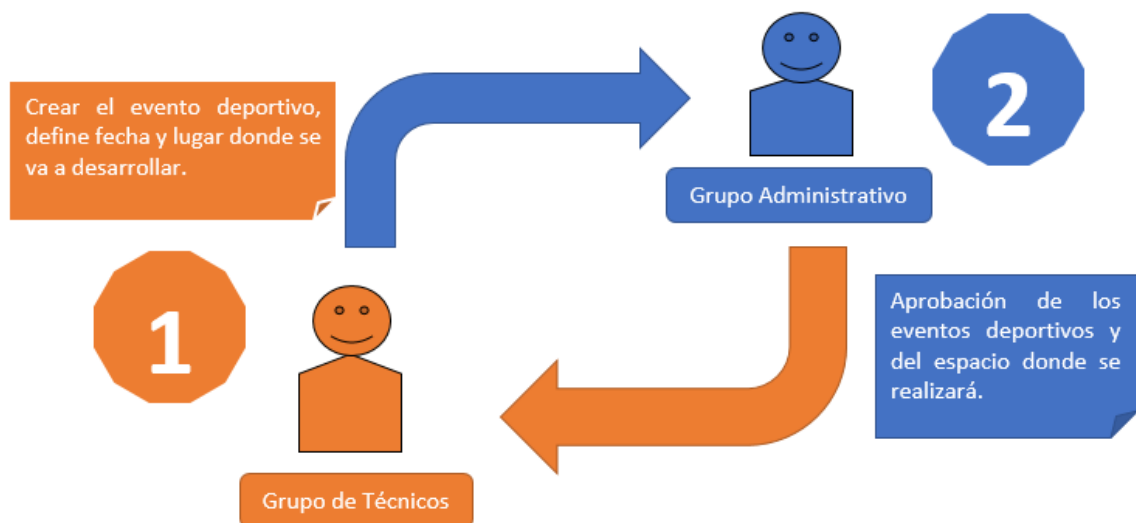 Crear el evento deportivo,
define fecha y lugar donde se
va a desarrollar.
1
Grupo de Técnicos
2
Grupo Administrativo
Aprobación de los
eventos deportivos y
del espacio donde se
realizará.